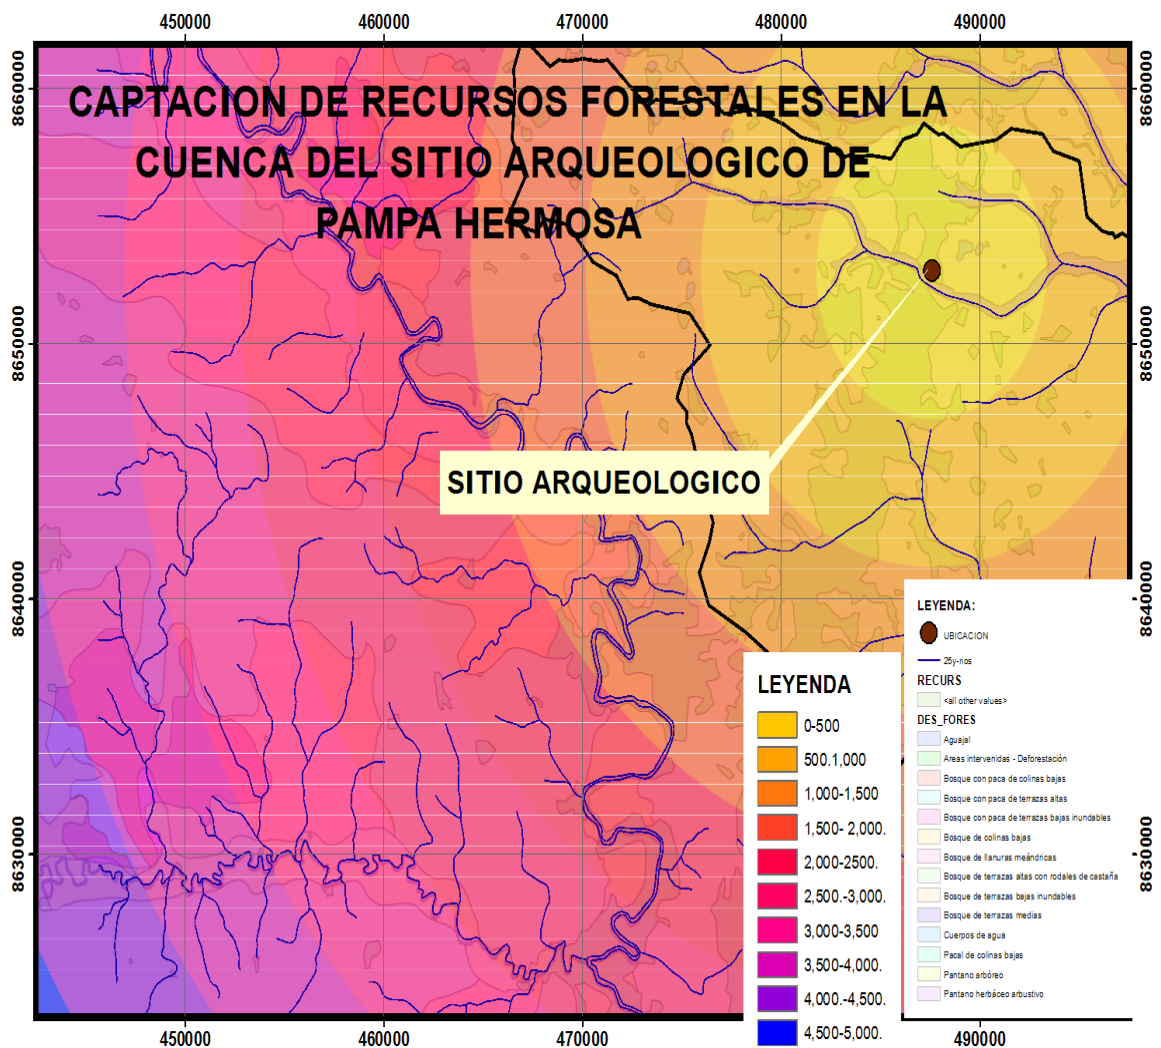 450000 460000 470000 480000 490000
8660000
8660000
CAPTACION DE RECURSOS FORESTALES EN LA
CUENCA DEL SITIO ARQUEOLOGICO DE
PAMPA HERMOSA
8650000
8650000
SITIO ARQUEOLOGICO
8640000
8640000
8630000
8630000
LEYENDA
0-500
500.1,000
1,000-1,500
1,500- 2,000.
2,000-2500.
2,500.-3,000.
3,000-3,500
3,500-4,000.
4,000.-4,500.
4,500-5,000.
LEYENDA:
UBICACION
25y-rios
RECURS
<all other values>
DES_FORES
Aguajal
Areas intervenidas - Deforestación
Bosque con paca de colinas bajas
Bosque con paca de terrazas altas
Bosque con paca de terrazas bajas inundables
Bosque de colinas bajas
Bosque de llanuras meándricas
Bosque de terrazas altas con rodales de castaña
Bosque de terrazas bajas inundables
Bosque de terrazas medias
Cuerpos de agua
Pacal de colinas bajas
Pantano arbóreo
Pantano herbáceo arbustivo
450000 460000 470000 490000